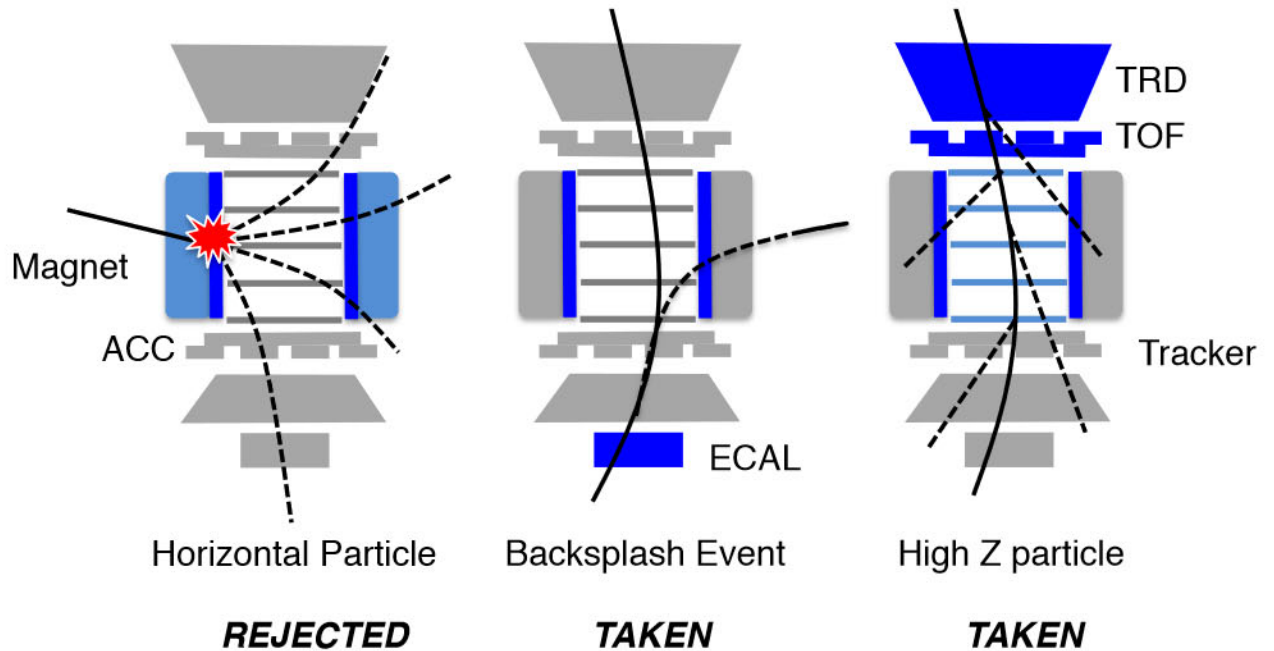 TRD
TOF
Magnet
ACC
Tracker
ECAL
Horizontal Particle
Backsplash Event
High Z particle
REJECTED
TAKEN
TAKEN